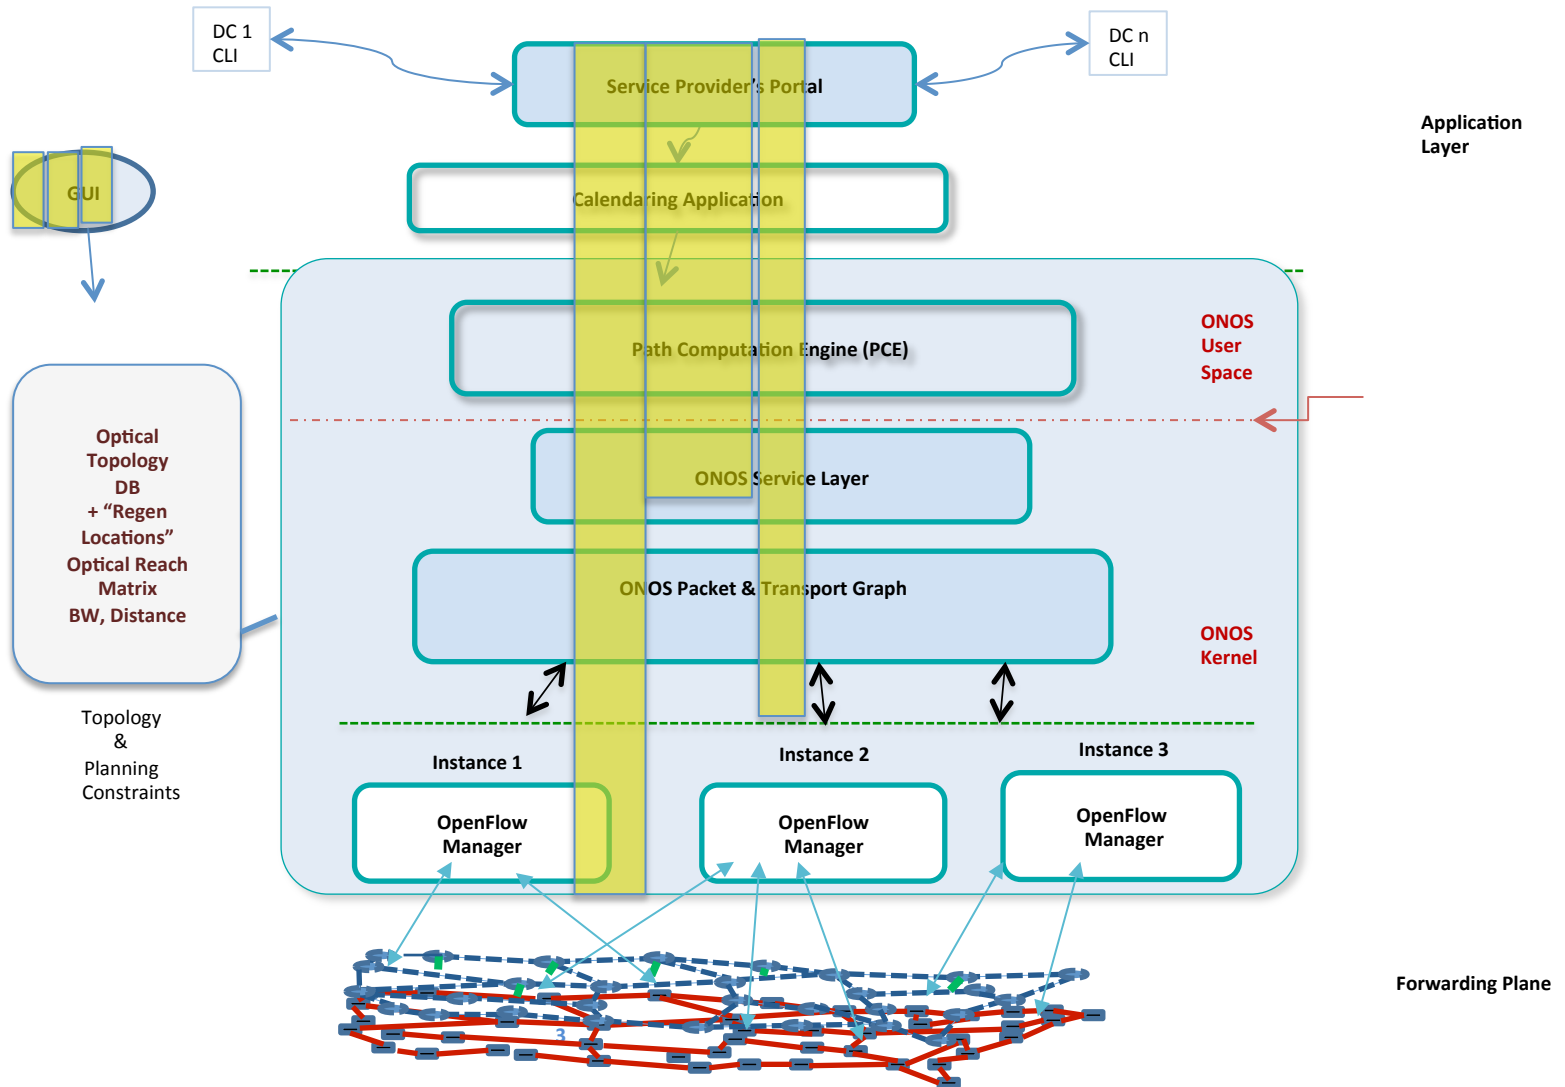 DC 1
CLI
DC n
CLI
Service Provider's Portal
Application
Layer
GUI
Calendaring Application
Path Computation Engine (PCE)
ONOS
User
Space
Optical
Topology
DB
+ “Regen
Locations”
Optical Reach
Matrix
BW, Distance
ONOS Service Layer
ONOS Packet & Transport Graph
ONOS
Kernel
Topology
&
Planning
Constraints
Instance 1
Instance 2
Instance 3
OpenFlow
Manager
OpenFlow
Manager
OpenFlow
Manager
Forwarding Plane
3